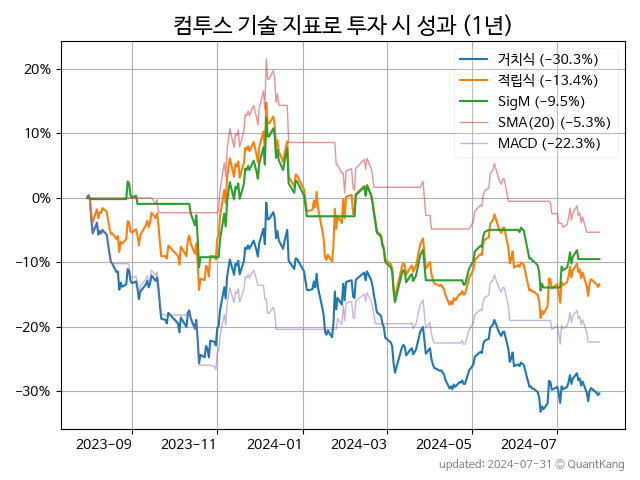 컴투스 기술 지표로 투자 시 성과 (1년)
거치식 (−30.3%)
적립식 (−13.4%)
SigM (−9.5%)
SMA(20) (−5.3%)
MACD (−22.3%)
20%
10%
0%
−10%
−20%
−30%
2023-09 2023-11 2024-01 2024-03 2024-05 2024-07
updated: 2024-07-31 © QuantKang